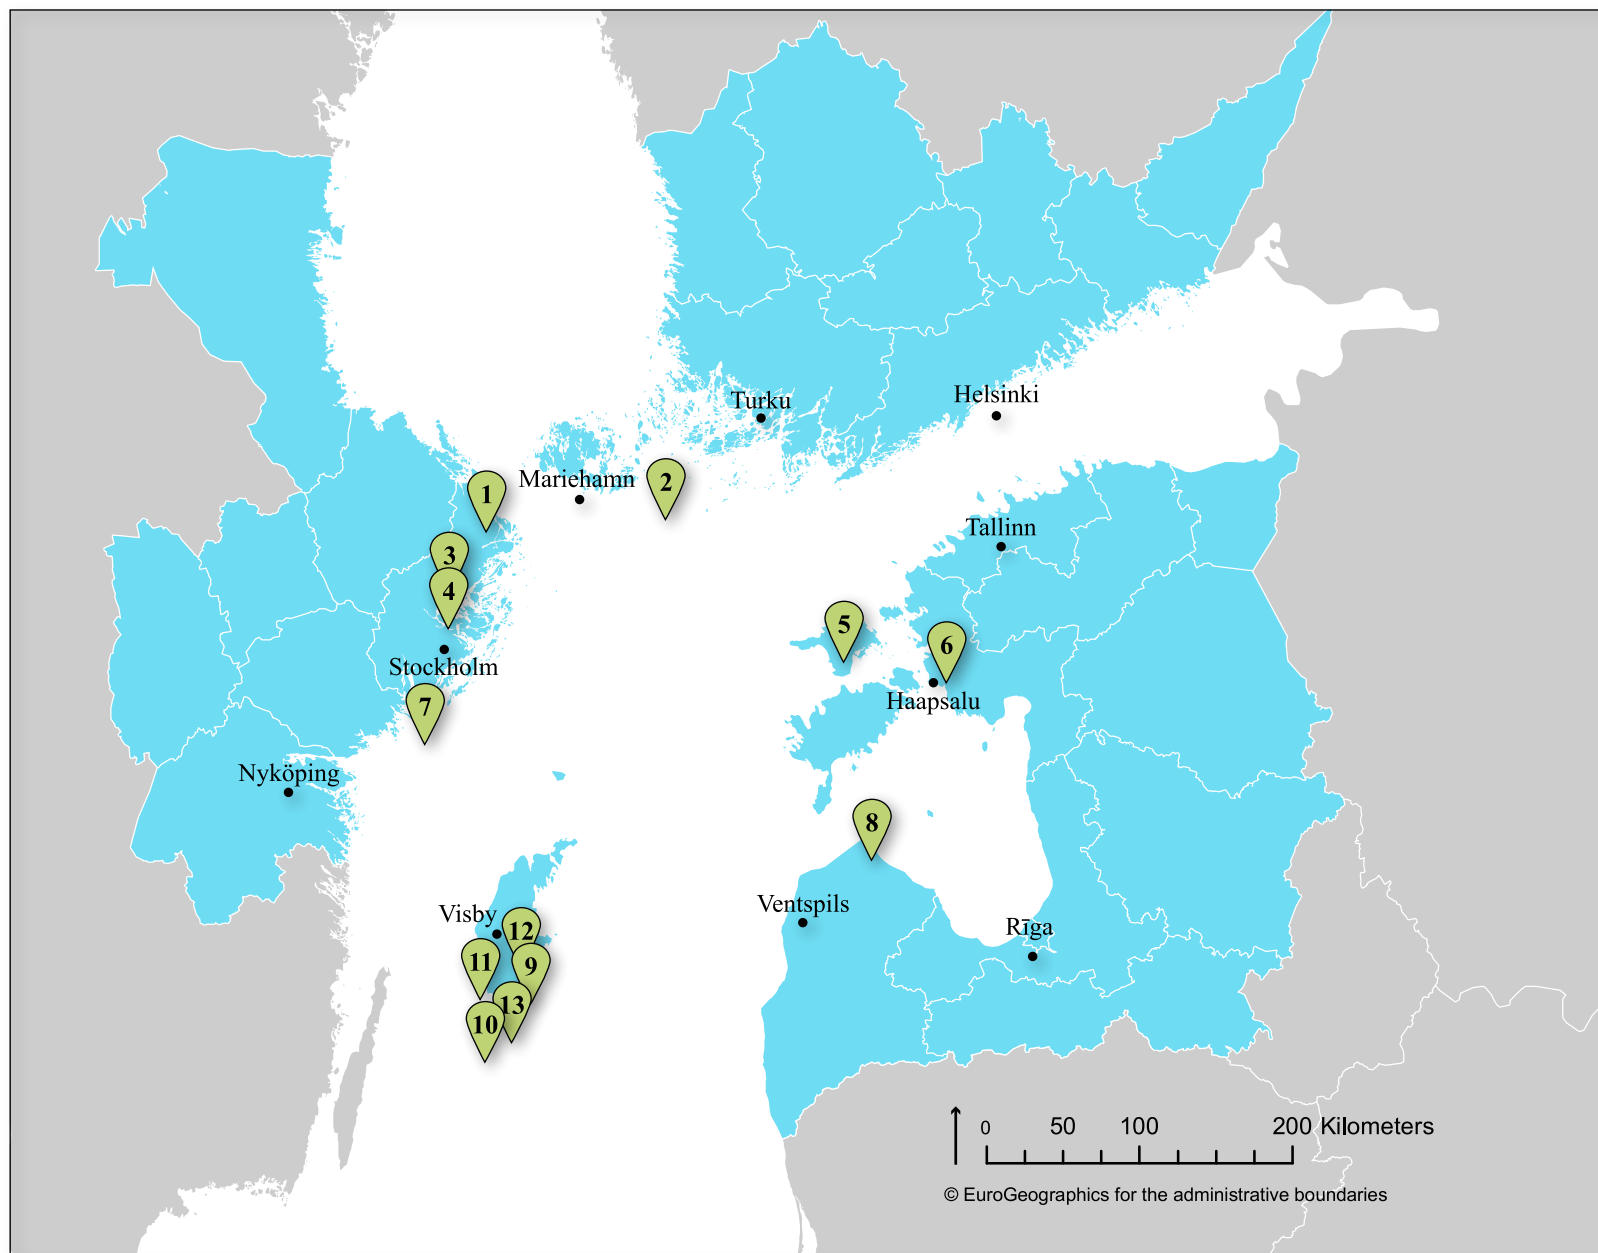 Turku
Helsinki
Mariehamn
2
1
Tallinn
3
4
5
6
Stockholm
Haapsalu
7
Nyköping
8
Ventspils
Visby
12
Rīga
11
9
13
10
0 50 100 200 Kilometers
© EuroGeographics for the administrative boundaries